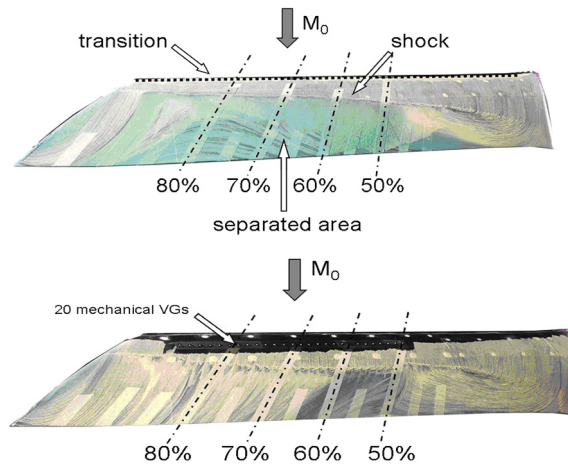 M₀
transition
shock
80%
70%
60%
50%
separated area
M₀
20 mechanical VGs
80%
70%
60%
50%